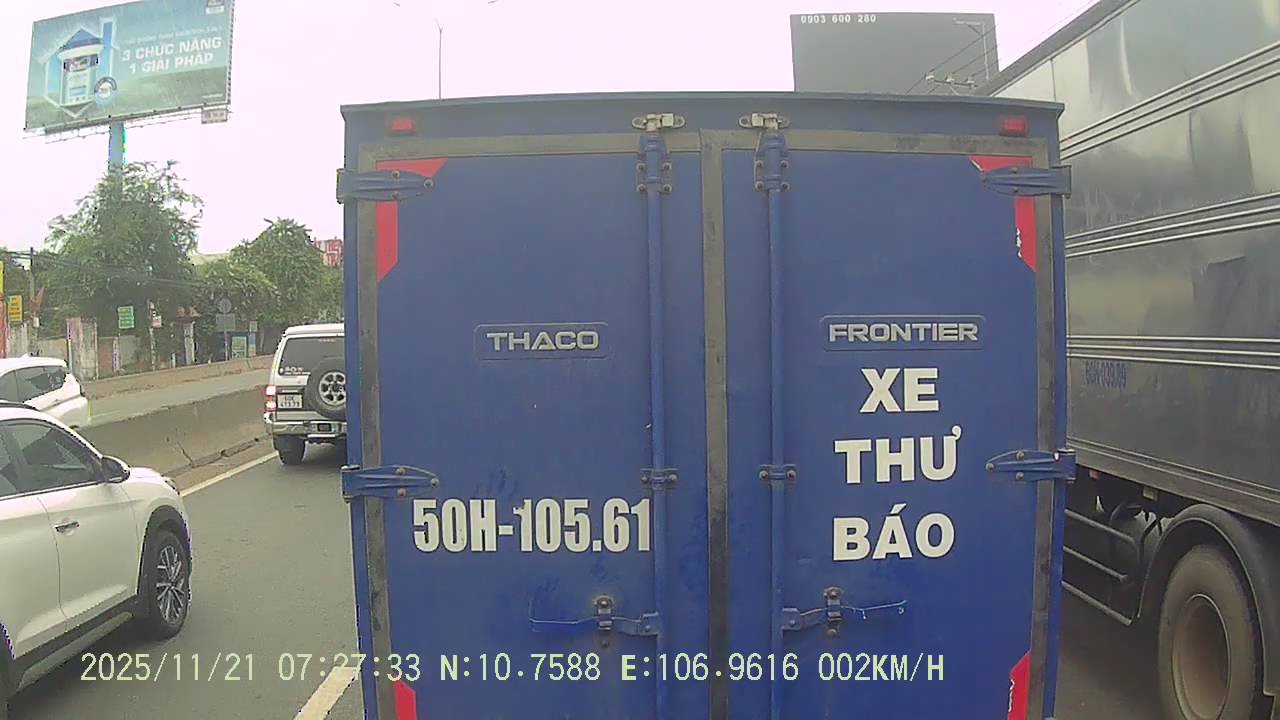 3 CHỨC NĂNG
1 GIẢI PHÁP
0903 600 280
THACO
FRONTIER
XE
THƯ
BÁO
50H-105.61
2025/11/21 07:27:33 N:10.7588 E:106.9616 002KM/H